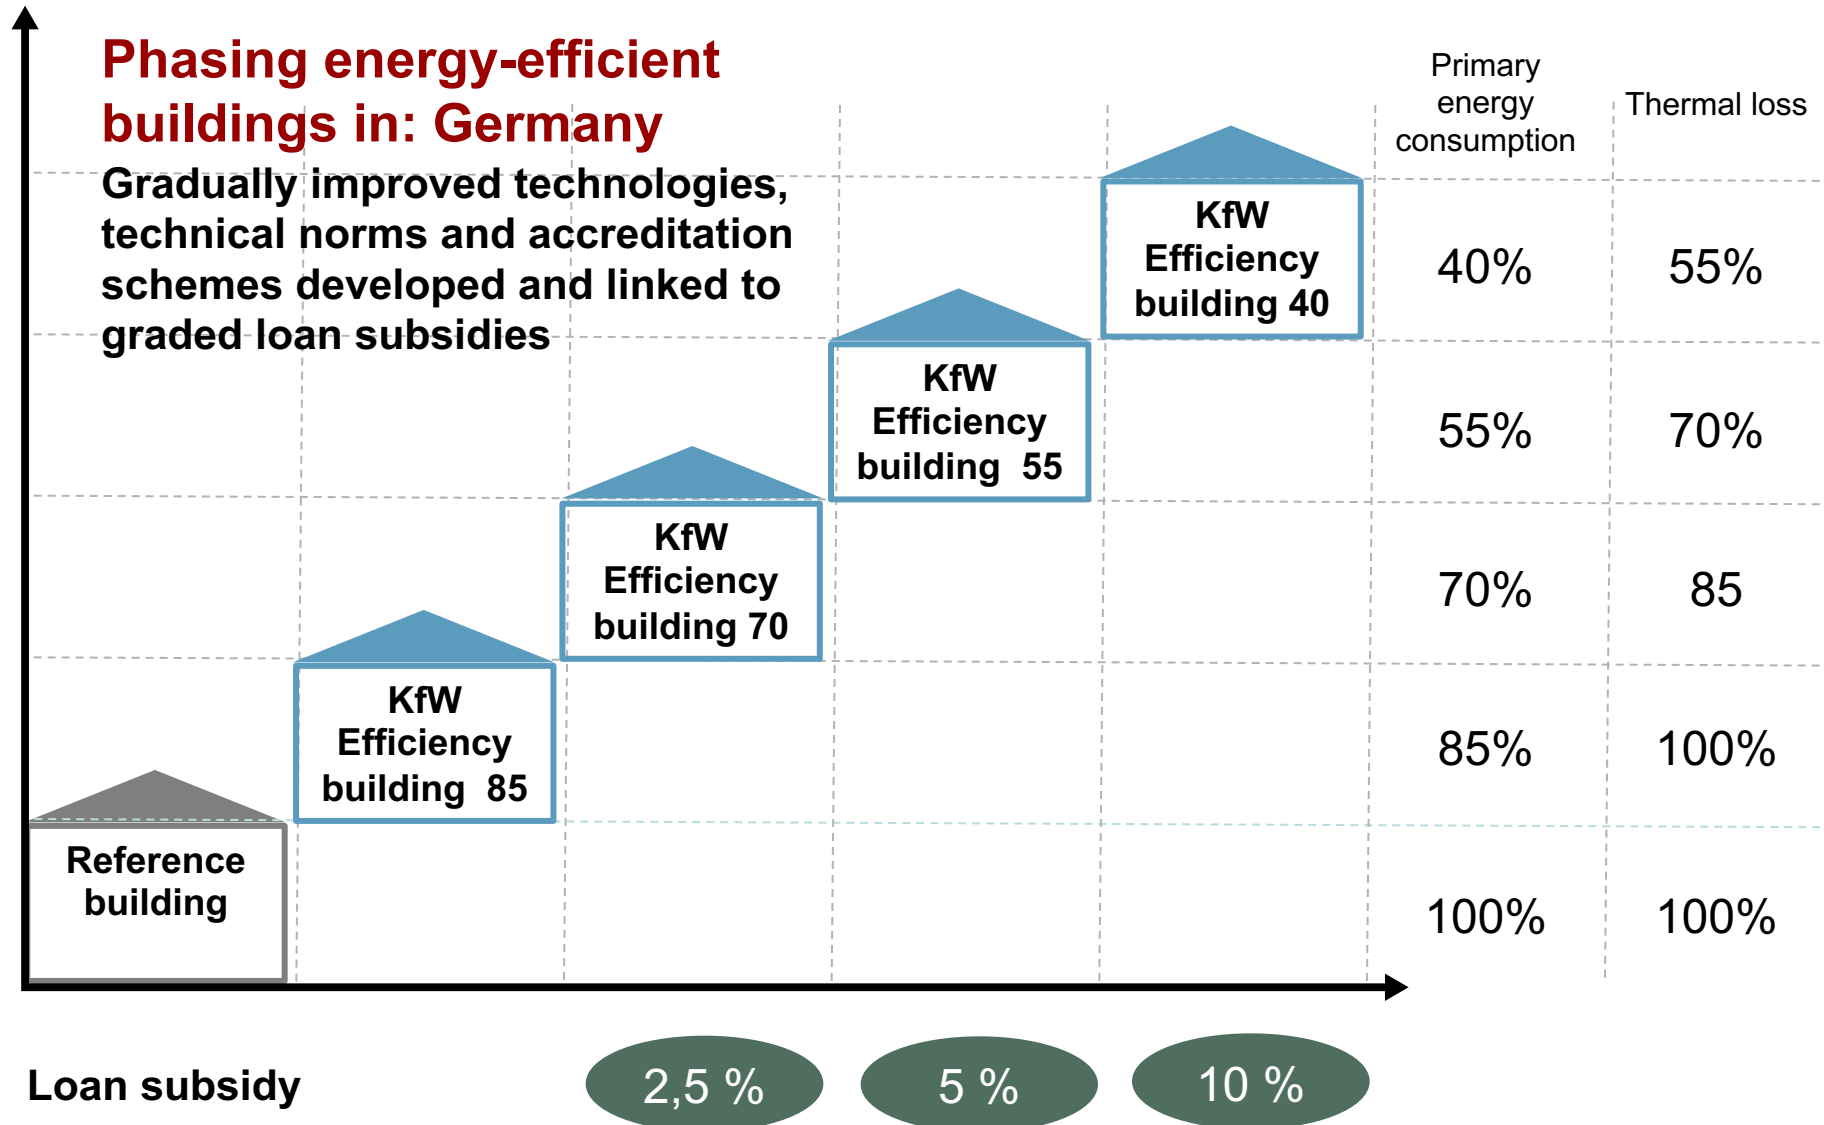 Phasing energy-efficient
buildings in: Germany
Gradually improved technologies,
technical norms and accreditation
schemes developed and linked to
graded loan subsidies
Primary
energy
consumption
Thermal loss
KfW
Efficiency
building 40
40%
55%
KfW
Efficiency
building  55
55%
70%
KfW
Efficiency
building 70
70%
85
KfW
Efficiency
building  85
85%
100%
Reference
building
100%
100%
Loan subsidy
2,5 %
5 %
10 %